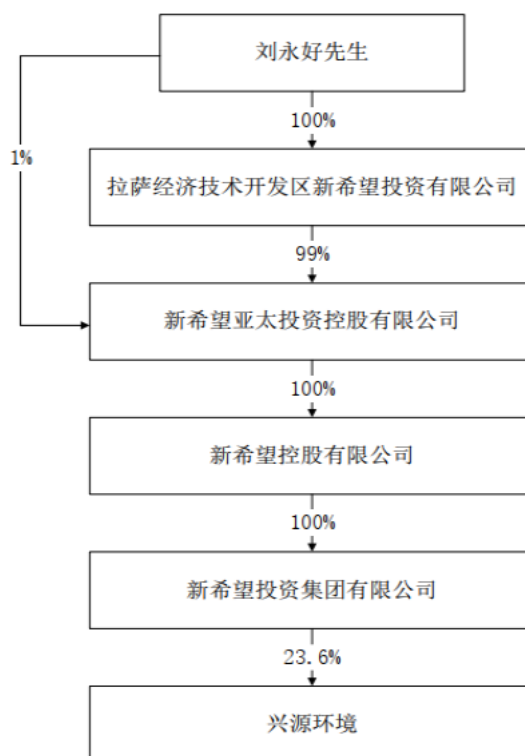 刘永好先生
100%
1%
拉萨经济技术开发区新希望投资有限公司
99%
新希望亚太投资控股有限公司
100%
新希望控股有限公司
100%
新希望投资集团有限公司
23.6%
兴源环境